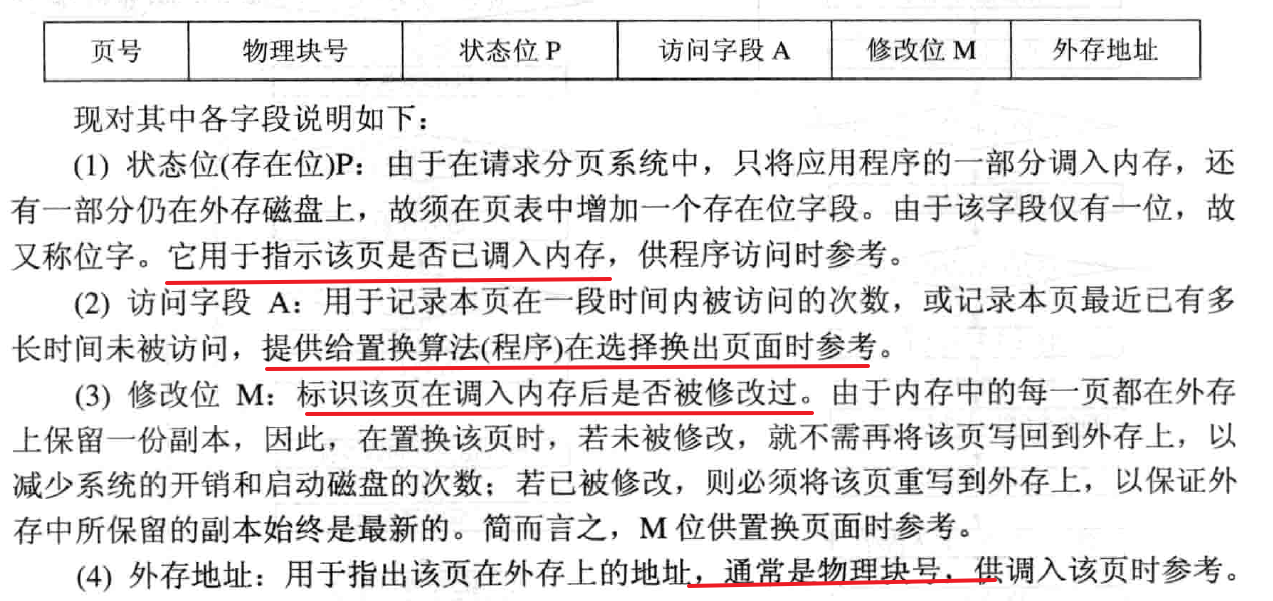 页号 物理块号 状态位 P 访问字段 A 修改位 M 外存地址
现对其中各字段说明如下：
(1) 状态位(存在位)P：由于在请求分页系统中，只将应用程序的一部分调入内存，还
有一部分仍在外存磁盘上，故须在页表中增加一个存在位字段。由于该字段仅有一位，故
又称位字。它用于指示该页是否已调入内存，供程序访问时参考。
(2) 访问字段 A：用于记录本页在一段时间内被访问的次数，或记录本页最近已有多
长时间未被访问，提供给置换算法(程序)在选择换出页面时参考。
(3) 修改位 M：标识该页在调入内存后是否被修改过。由于内存中的每一页都在外存
上保留一份副本，因此，在置换该页时，若未被修改，就不需再将该页写回到外存上，以
减少系统的开销和启动磁盘的次数；若已被修改，则必须将该页重写到外存上，以保证外
存中所保留的副本始终是最新的。简而言之，M 位供置换页面时参考。
(4) 外存地址：用于指出该页在外存上的地址，通常是物理块号，供调入该页时参考。